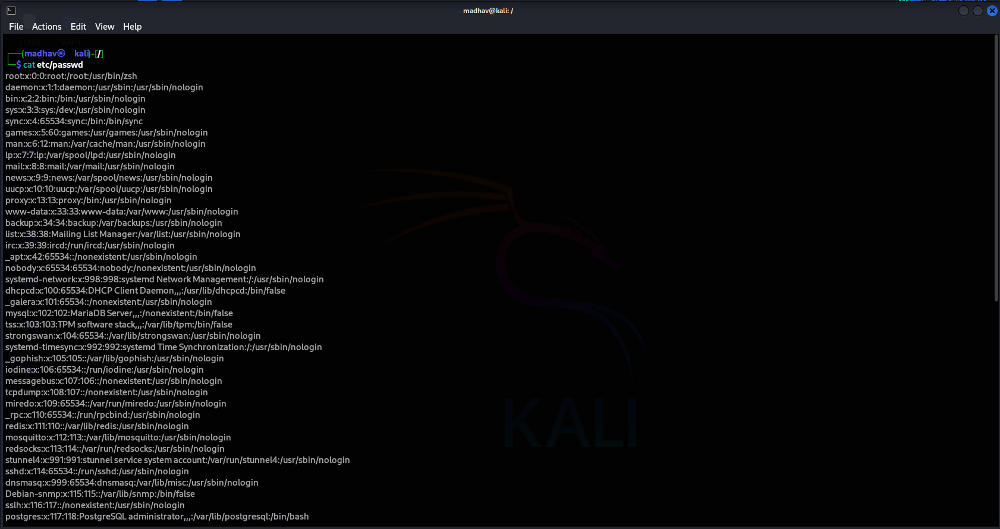 madhav@kali: /
File Actions Edit View Help
Trash VAPT
┌──(madhav㉿ kali)-[/]
└─$ cat etc/passwd
root:x:0:0:root:/root:/usr/bin/zsh
daemon:x:1:1:daemon:/usr/sbin:/usr/sbin/nologin
bin:x:2:2:bin:/bin:/usr/sbin/nologin
sys:x:3:3:sys:/dev:/usr/sbin/nologin
sync:x:4:65534:sync:/bin:/bin/sync
games:x:5:60:games:/usr/games:/usr/sbin/nologin
man:x:6:12:man:/var/cache/man:/usr/sbin/nologin
lp:x:7:7:lp:/var/spool/lpd:/usr/sbin/nologin
mail:x:8:8:mail:/var/mail:/usr/sbin/nologin
news:x:9:9:news:/var/spool/news:/usr/sbin/nologin
uucp:x:10:10:uucp:/var/spool/uucp:/usr/sbin/nologin
proxy:x:13:13:proxy:/bin:/usr/sbin/nologin
www-data:x:33:33:www-data:/var/www:/usr/sbin/nologin
backup:x:34:34:backup:/var/backups:/usr/sbin/nologin
list:x:38:38:Mailing List Manager:/var/list:/usr/sbin/nologin
irc:x:39:39:ircd:/run/ircd:/usr/sbin/nologin
_apt:x:42:65534::/nonexistent:/usr/sbin/nologin
nobody:x:65534:65534:nobody:/nonexistent:/usr/sbin/nologin
systemd-network:x:998:998:systemd Network Management:/:/usr/sbin/nologin
dhcpcd:x:100:65534:DHCP Client Daemon,,,:/usr/lib/dhcpcd:/bin/false
_galera:x:101:65534::/nonexistent:/usr/sbin/nologin
mysql:x:102:102:MariaDB Server,,,:/nonexistent:/bin/false
tss:x:103:103:TPM software stack,,,:/var/lib/tpm:/bin/false
strongswan:x:104:65534::/var/lib/strongswan:/usr/sbin/nologin
systemd-timesync:x:992:992:systemd Time Synchronization:/:/usr/sbin/nologin
_gophish:x:105:105::/var/lib/gophish:/usr/sbin/nologin
iodine:x:106:65534::/run/iodine:/usr/sbin/nologin
messagebus:x:107:106::/nonexistent:/usr/sbin/nologin
tcpdump:x:108:107::/nonexistent:/usr/sbin/nologin
miredo:x:109:65534::/var/run/miredo:/usr/sbin/nologin
_rpc:x:110:65534::/run/rpcbind:/usr/sbin/nologin
redis:x:111:110::/var/lib/redis:/usr/sbin/nologin
mosquitto:x:112:113::/var/lib/mosquitto:/usr/sbin/nologin
redsocks:x:113:114::/var/run/redsocks:/usr/sbin/nologin
stunnel4:x:991:991:stunnel service system account:/var/run/stunnel4:/usr/sbin/nologin
sshd:x:114:65534::/run/sshd:/usr/sbin/nologin
dnsmasq:x:999:65534:dnsmasq:/var/lib/misc:/usr/sbin/nologin
Debian-snmp:x:115:115::/var/lib/snmp:/bin/false
sslh:x:116:117::/nonexistent:/usr/sbin/nologin
postgres:x:117:118:PostgreSQL administrator,,,:/var/lib/postgresql:/bin/bash
KALI